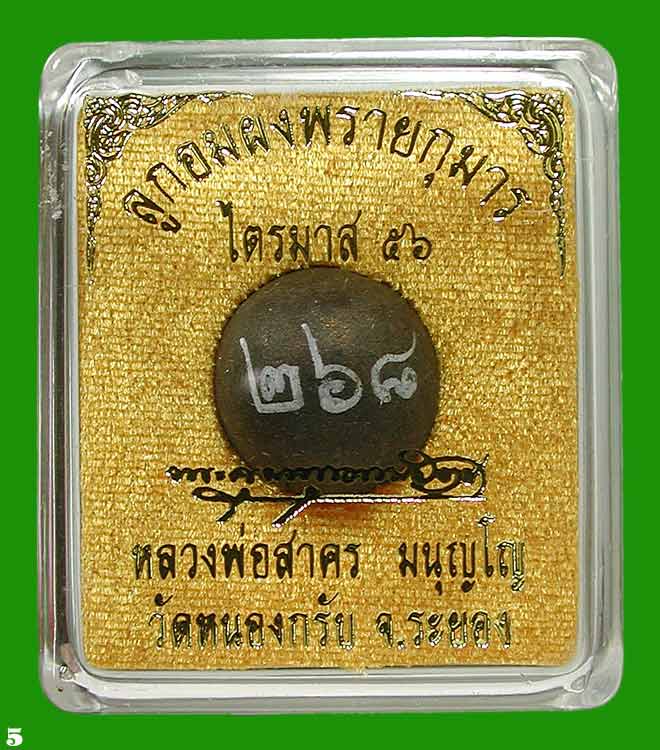 ลูกอมผงพรายกุมาร
ไตรมาส ๕๖
๒๖๘
หลวงพ่อสาคร มนุญโญ
วัดหนองกรับ จ.ระยอง
5